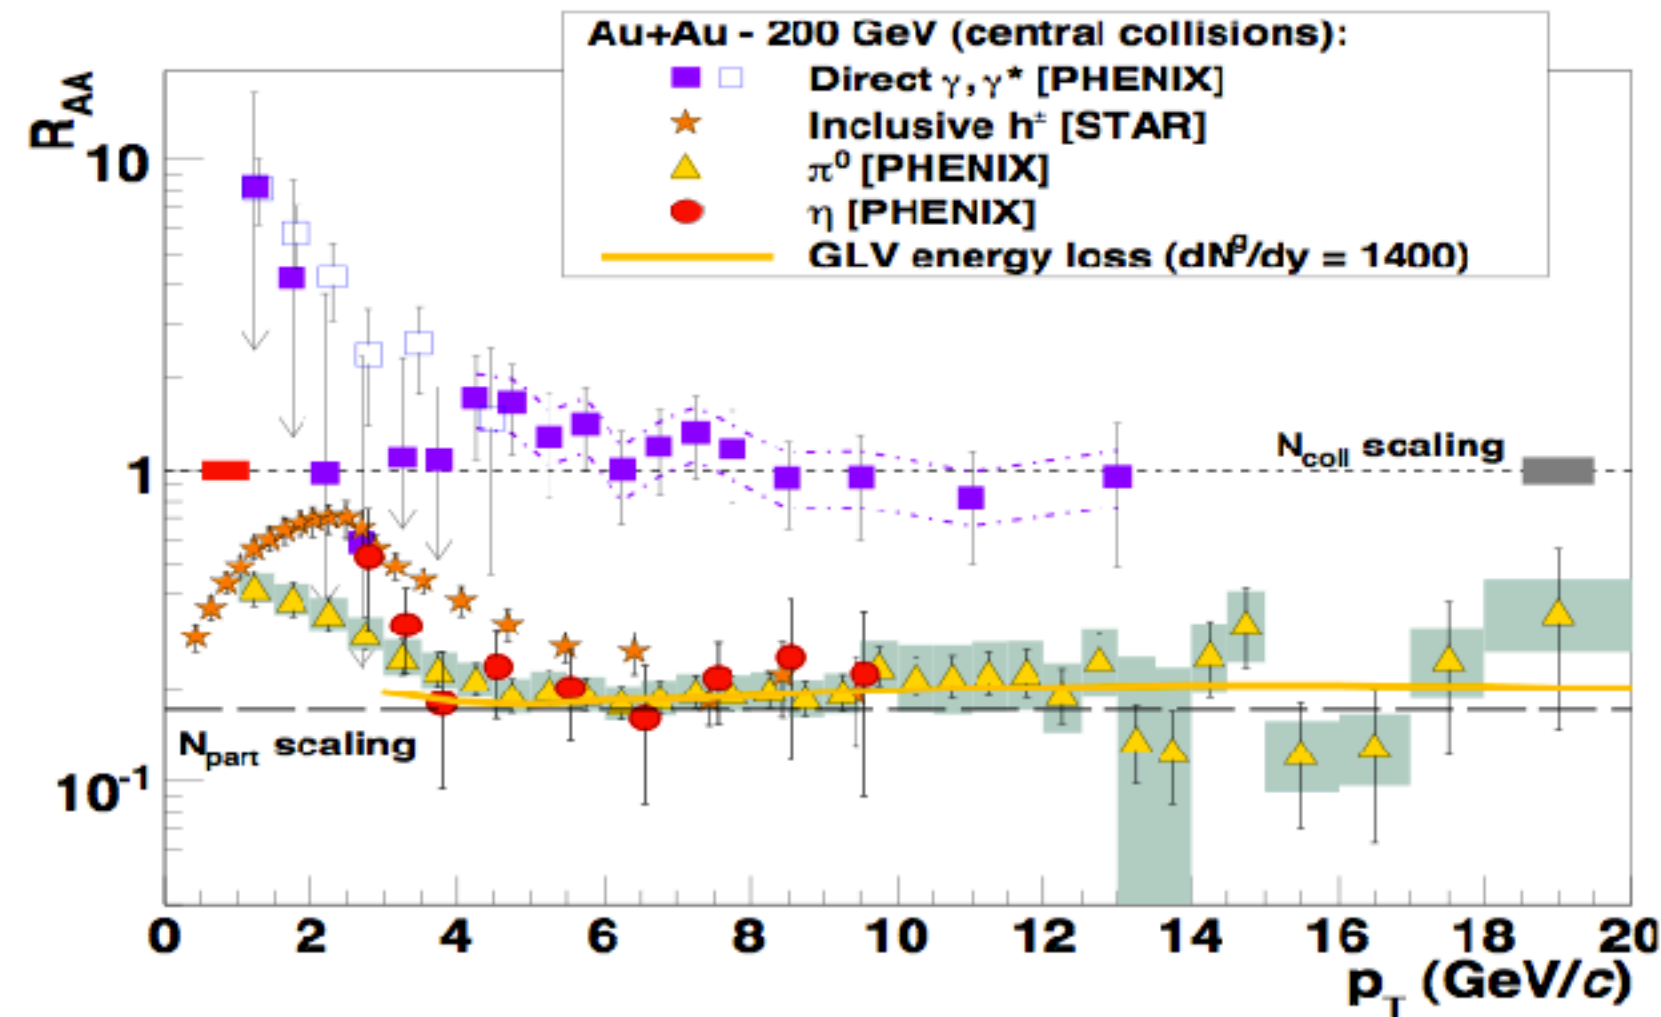 Au+Au - 200 GeV (central collisions):
Direct γ, γ* [PHENIX]
Inclusive h± [STAR]
π⁰ [PHENIX]
η [PHENIX]
GLV energy loss (dNᵍ/dy = 1400)
R_AA
10
1
10⁻¹
N_coll scaling
N_part scaling
0 2 4 6 8 10 12 14 16 18 20
p_T (GeV/c)